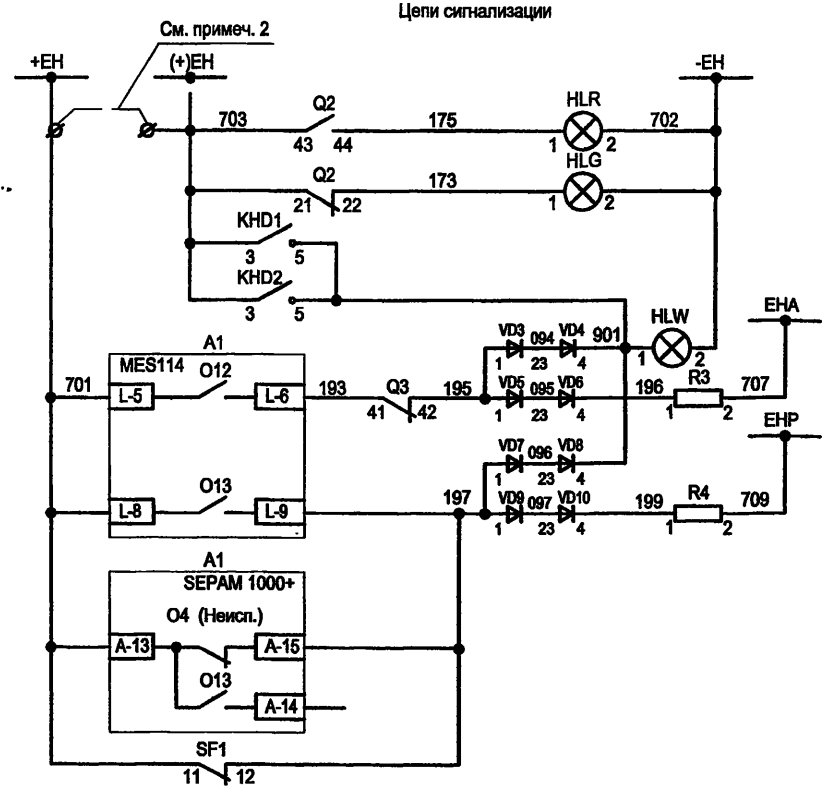 Цепи сигнализации
См. примеч. 2
+EH
(+)EH
-EH
703
Q2
43 44
175
HLR
1 2
702
Q2
21 22
173
HLG
1 2
KHD1
3 5
KHD2
3 5
HLW
1 2
EHA
A1
MES114
701
L-5
O12
L-6
193
Q3
41 42
195
VD3 094 VD4 901
1 23 4
VD5 095 VD6
1 23 4
196
R3
1 2
707
EHP
VD7 096 VD8
1 23 4
L-8
O13
L-9
197
VD9 097 VD10
1 23 4
199
R4
1 2
709
A1
SEPAM 1000+
O4 (Неисп.)
A-13
A-15
O13
A-14
SF1
11 12